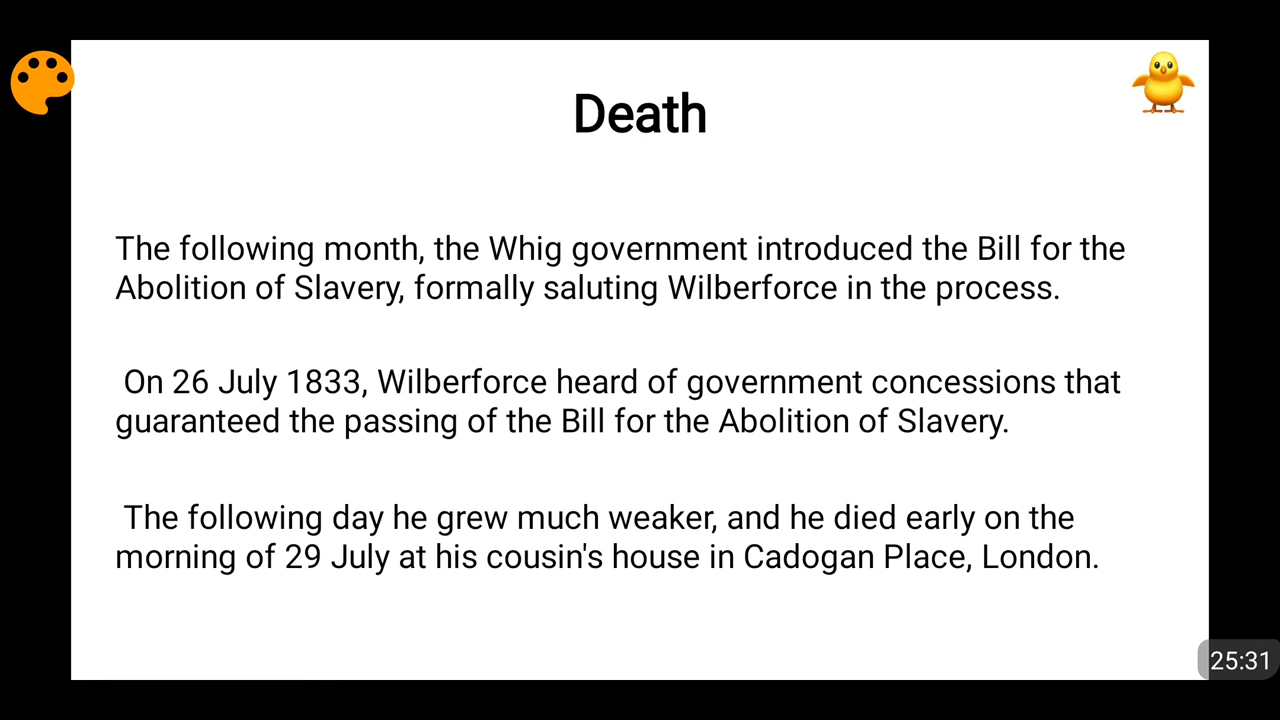 Death
The following month, the Whig government introduced the Bill for the
Abolition of Slavery, formally saluting Wilberforce in the process.
On 26 July 1833, Wilberforce heard of government concessions that
guaranteed the passing of the Bill for the Abolition of Slavery.
The following day he grew much weaker, and he died early on the
morning of 29 July at his cousin's house in Cadogan Place, London.
25:31